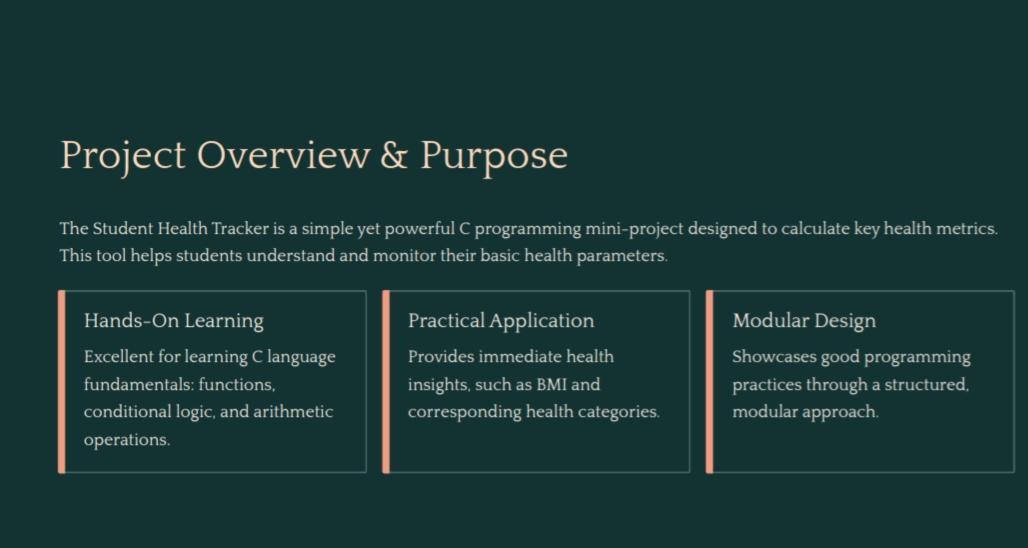 Project Overview & Purpose
The Student Health Tracker is a simple yet powerful C programming mini-project designed to calculate key health metrics.
This tool helps students understand and monitor their basic health parameters.
Hands-On Learning
Excellent for learning C language
fundamentals: functions,
conditional logic, and arithmetic
operations.
Practical Application
Provides immediate health
insights, such as BMI and
corresponding health categories.
Modular Design
Showcases good programming
practices through a structured,
modular approach.